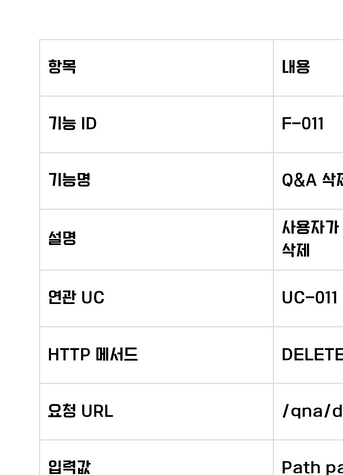 항목 내용
기능 ID F-011
기능명 Q&A
설명 사용자가
삭제
연관 UC UC-011
HTTP 메서드 DELETE
요청 URL /qna/d
입력값 Path pa